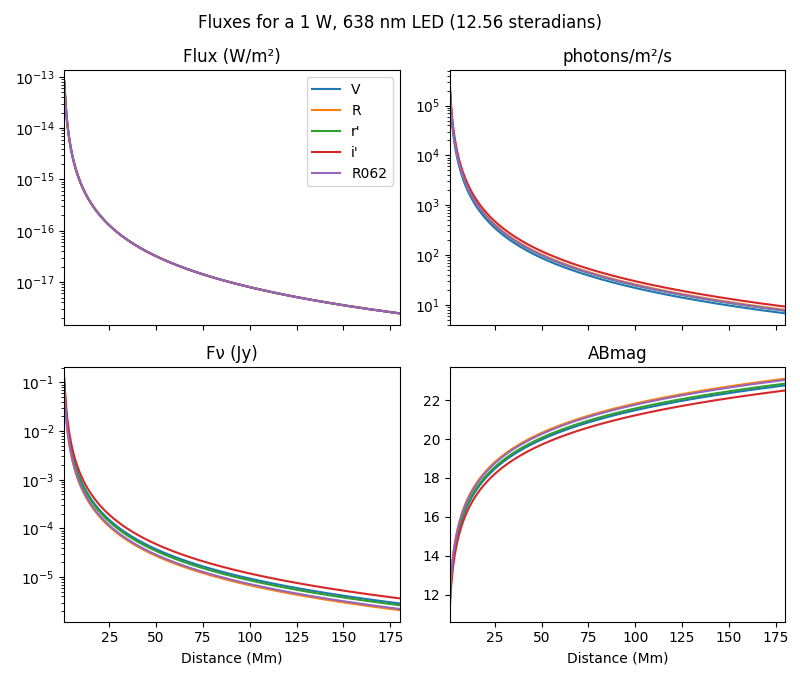 Fluxes for a 1 W, 638 nm LED (12.56 steradians)
Flux (W/m²)
photons/m²/s
10⁻¹³
10⁻¹⁴
10⁻¹⁵
10⁻¹⁶
10⁻¹⁷
V
R
r'
i'
R062
10⁵
10⁴
10³
10²
10¹
Fν (Jy)
ABmag
10⁻¹
10⁻²
10⁻³
10⁻⁴
10⁻⁵
25 50 75 100 125 150 175
Distance (Mm)
22
20
18
16
14
12
25 50 75 100 125 150 175
Distance (Mm)